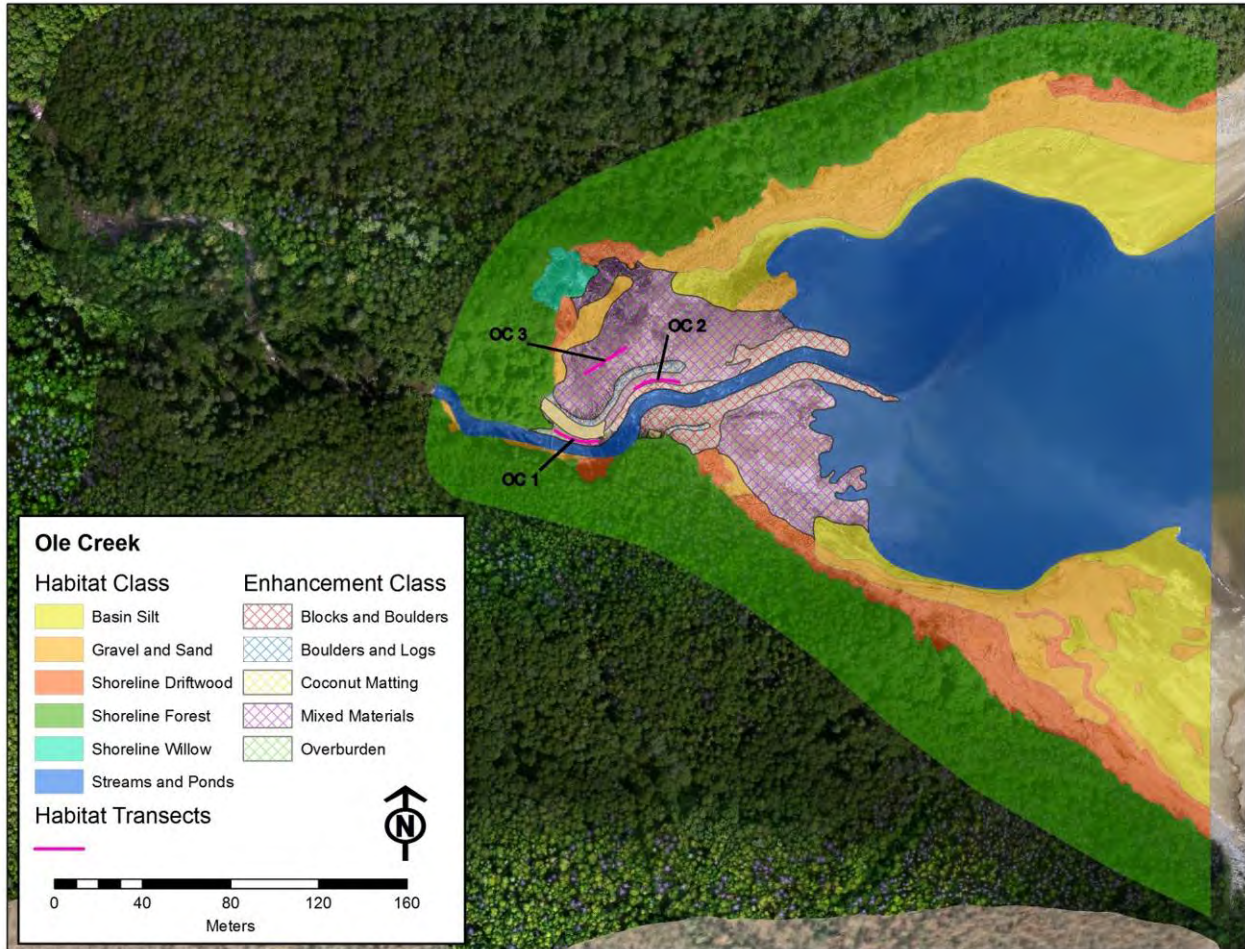 OC 3
OC 2
OC 1
Ole Creek
Habitat Class
Basin Silt
Gravel and Sand
Shoreline Driftwood
Shoreline Forest
Shoreline Willow
Streams and Ponds
Enhancement Class
Blocks and Boulders
Boulders and Logs
Coconut Matting
Mixed Materials
Overburden
Habitat Transects
N
0 40 80 120 160
Meters